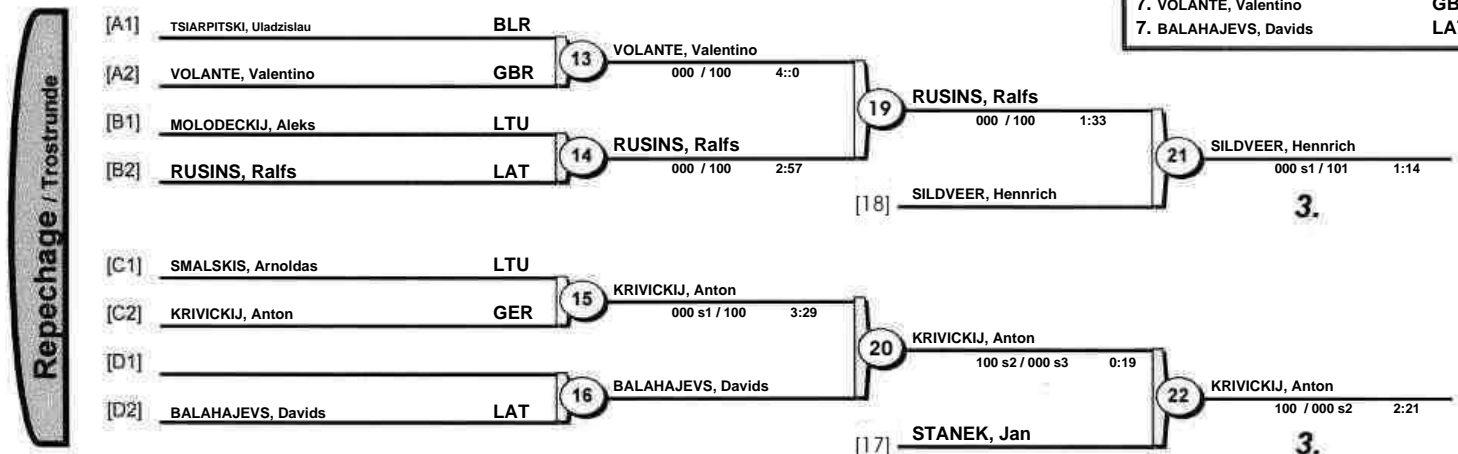 7. VOLANTE, Valentino GB
7. BALAHAJEVS, Davids LAT
Repechage / Trostrunde
[A1] TSIARPITSKI, Uladzislau BLR
13
VOLANTE, Valentino
000 / 100 4::0
[A2] VOLANTE, Valentino GBR
19
RUSINS, Ralfs
000 / 100 1:33
[B1] MOLODECKIJ, Aleks LTU
14
RUSINS, Ralfs
000 / 100 2:57
[B2] RUSINS, Ralfs LAT
21
SILDVEER, Hennrich
000 s1 / 101 1:14
[18] SILDVEER, Hennrich
3.
[C1] SMALSKIS, Arnoldas LTU
15
KRIVICKIJ, Anton
000 s1 / 100 3:29
[C2] KRIVICKIJ, Anton GER
20
KRIVICKIJ, Anton
100 s2 / 000 s3 0:19
[D1]
16
BALAHAJEVS, Davids
[D2] BALAHAJEVS, Davids LAT
22
KRIVICKIJ, Anton
100 / 000 s2 2:21
[17] STANEK, Jan
3.